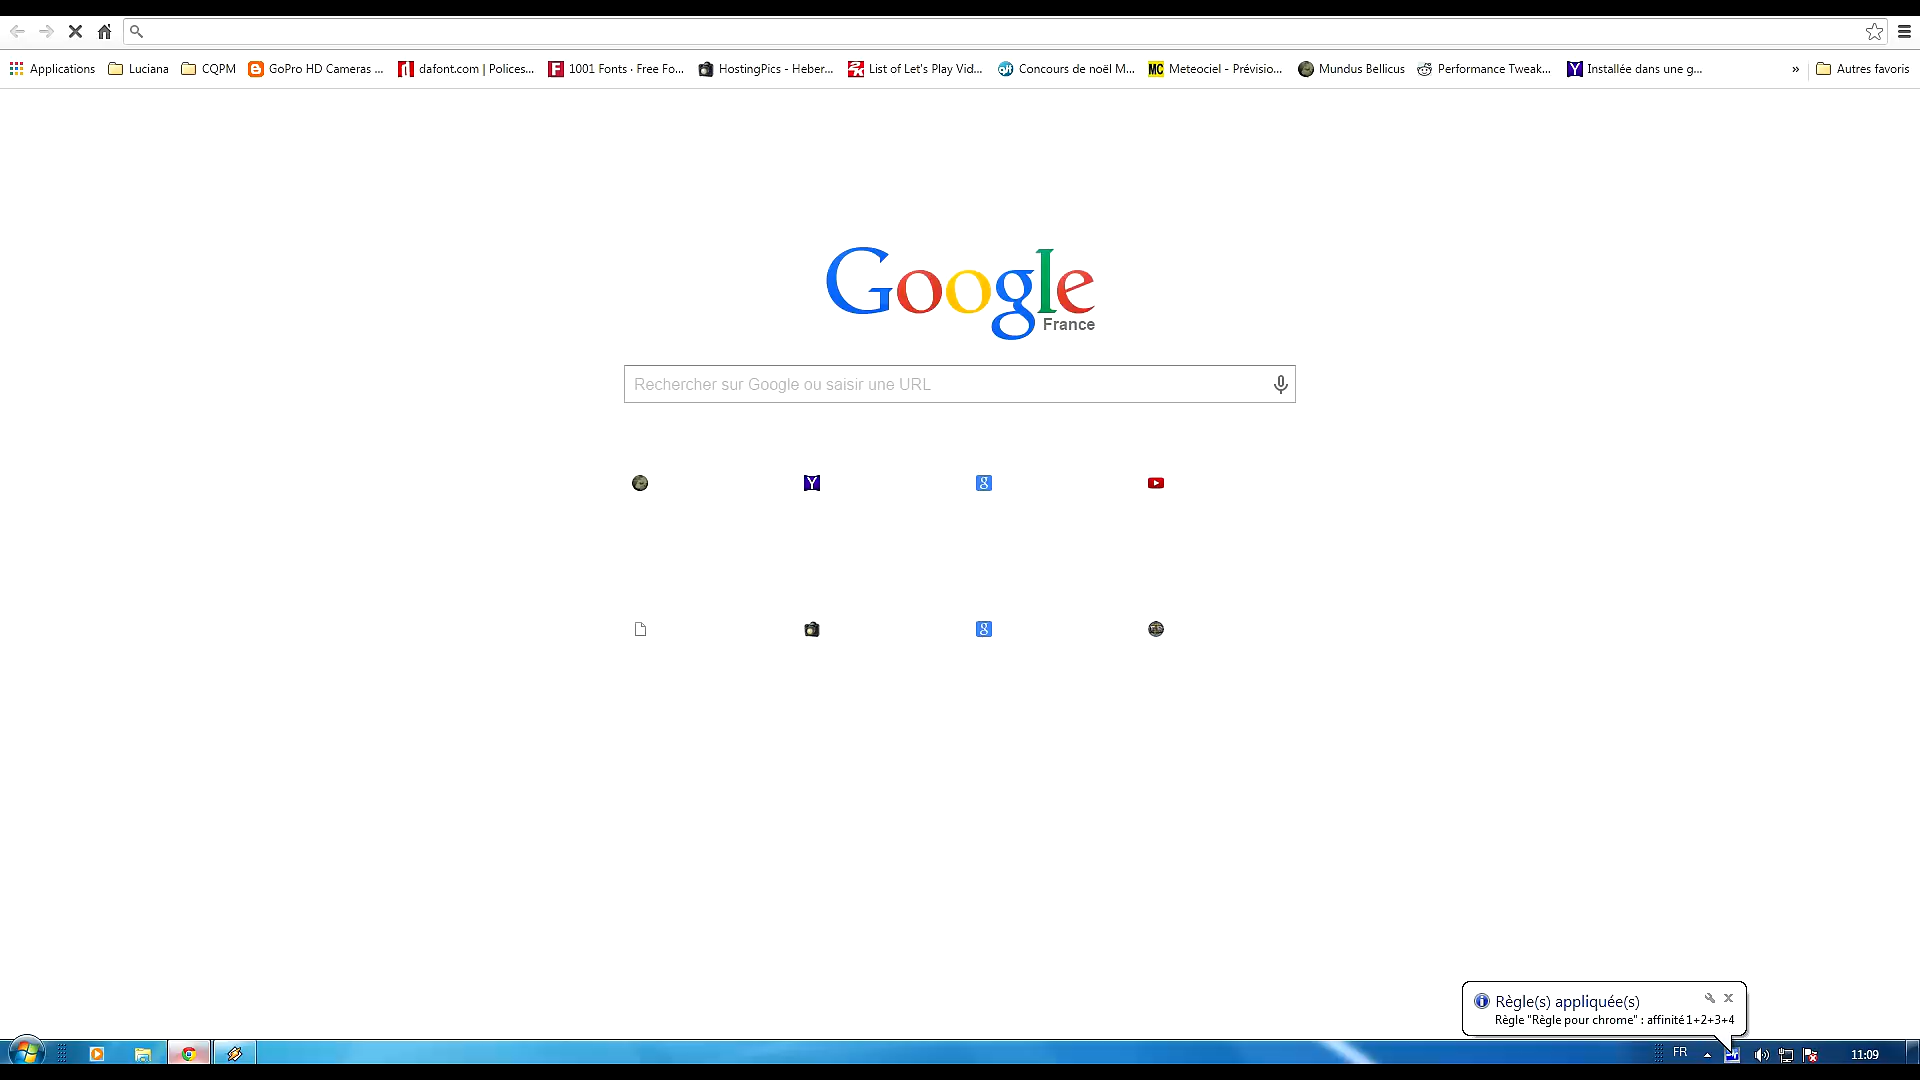 Applications Luciana CQPM GoPro HD Cameras ... dafont.com | Polices... 1001 Fonts · Free Fo... HostingPics - Heber... List of Let's Play Vid... Concours de noël M... MC Meteociel - Prévisio... Mundus Bellicus Performance Tweak... Y Installée dans une g... » Autres favoris
Google
France
Rechercher sur Google ou saisir une URL
Règle(s) appliquée(s)
Règle "Règle pour chrome" : affinité 1+2+3+4
FR 11:09